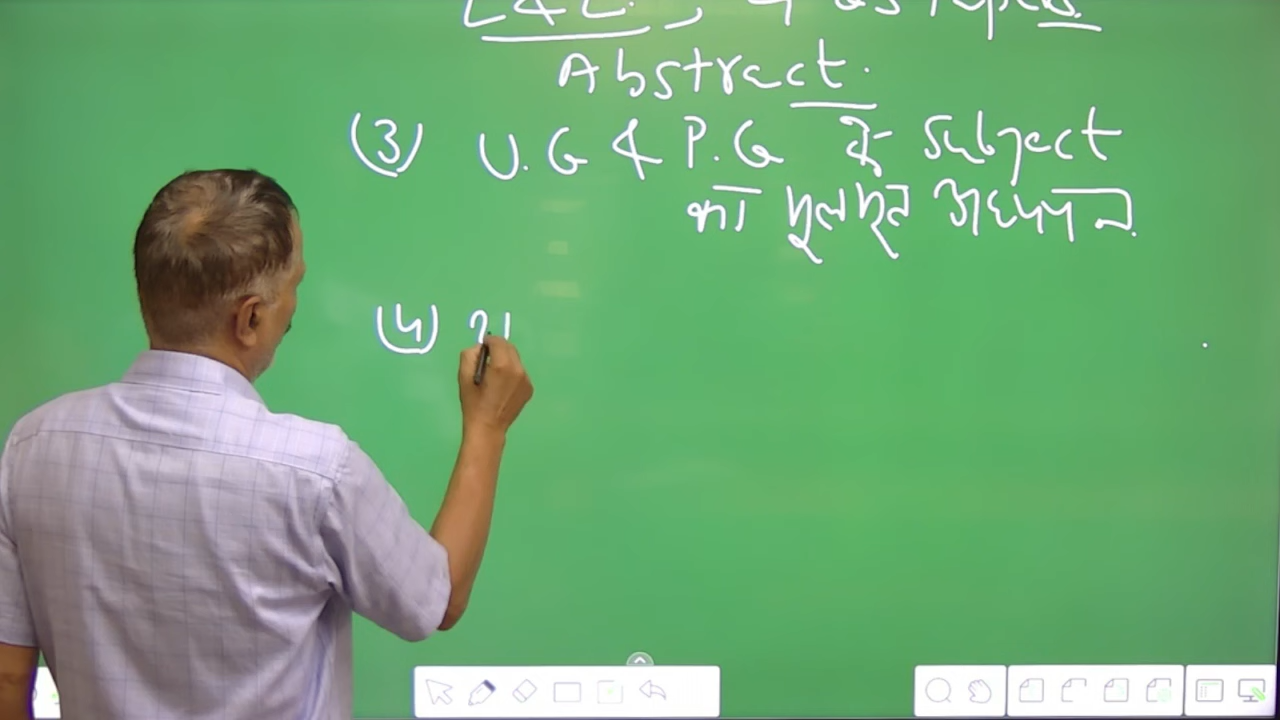 Abstract.
(3) U.G & P.G के subject
का मूलभूत अध्ययन.
(4)